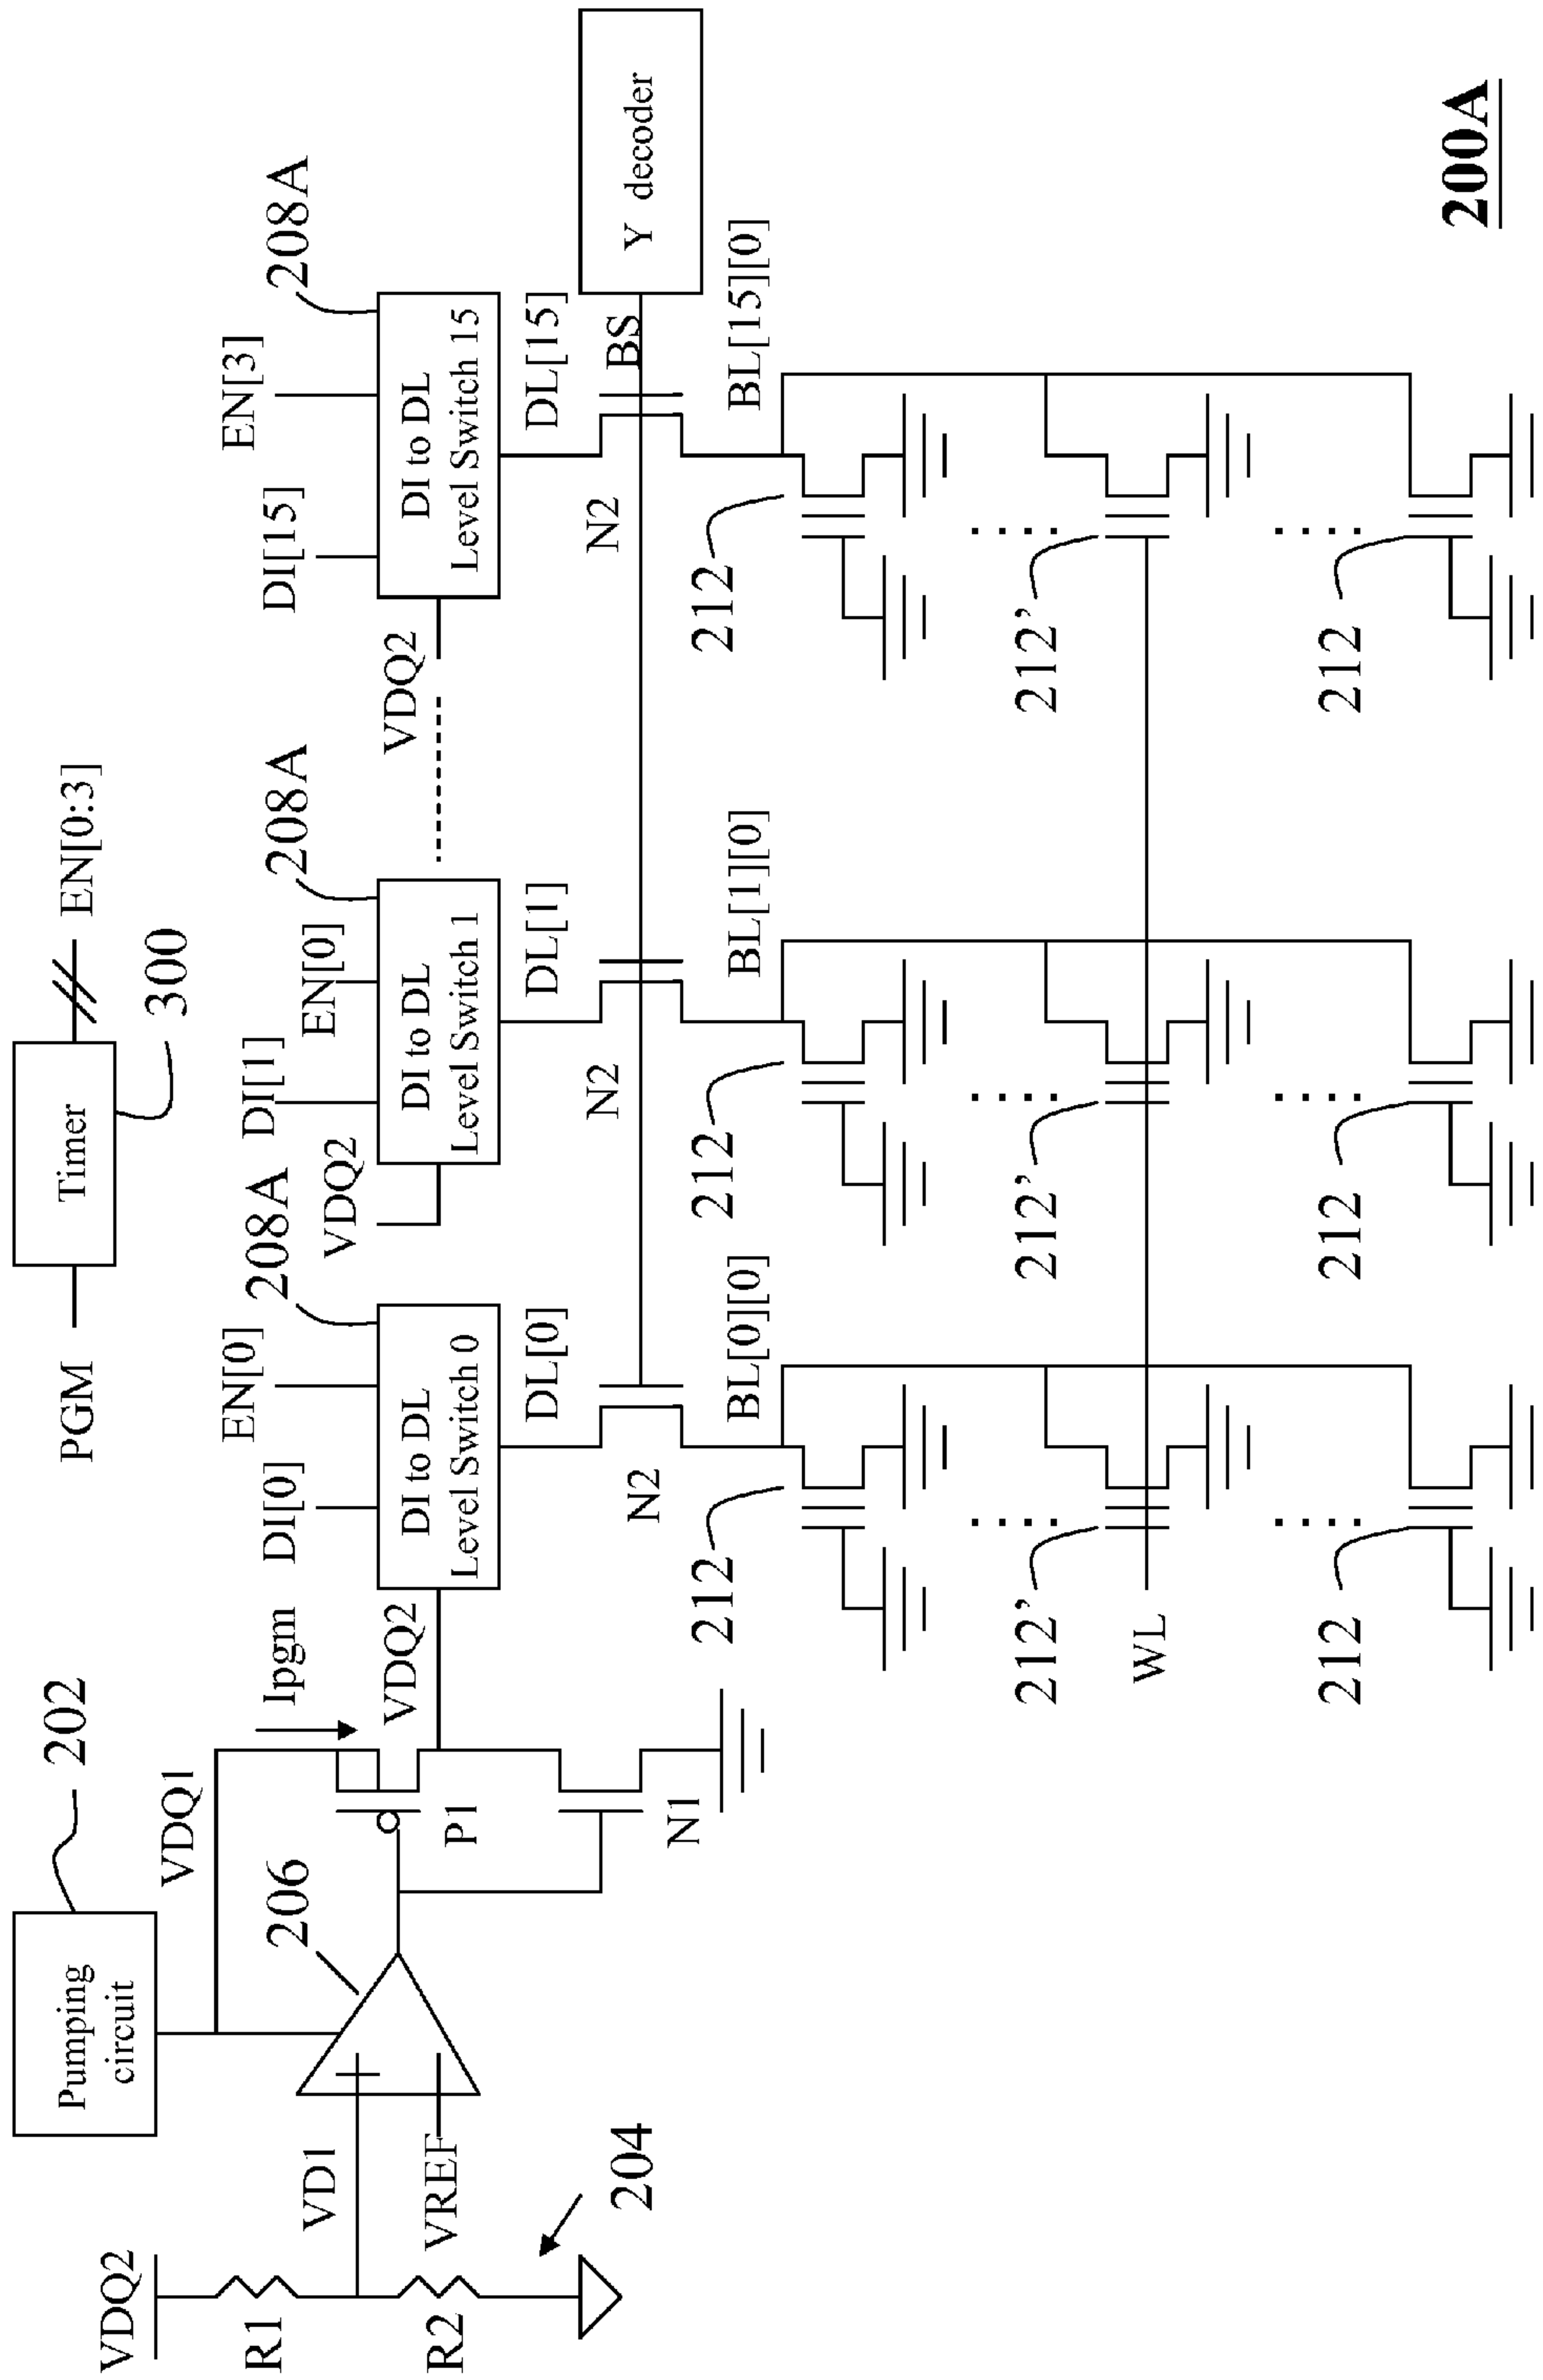 Pumping
circuit
202
PGM
Timer
300
EN[0:3]
VDQ2
R1
R2
VD1
VREF
204
206
VDQ1
Ipgm
P1
N1
VDQ2
DI[0]
EN[0]
208A
DI to DL
Level Switch 0
DL[0]
VDQ2
DI[1]
EN[0]
208A
DI to DL
Level Switch 1
DL[1]
VDQ2
DI[15]
EN[3]
208A
DI to DL
Level Switch 15
DL[15]
N2
N2
N2
BS
Y decoder
BL[0][0]
BL[1][0]
BL[15][0]
212
212
212
212'
212'
212'
WL
212
212
212
200A